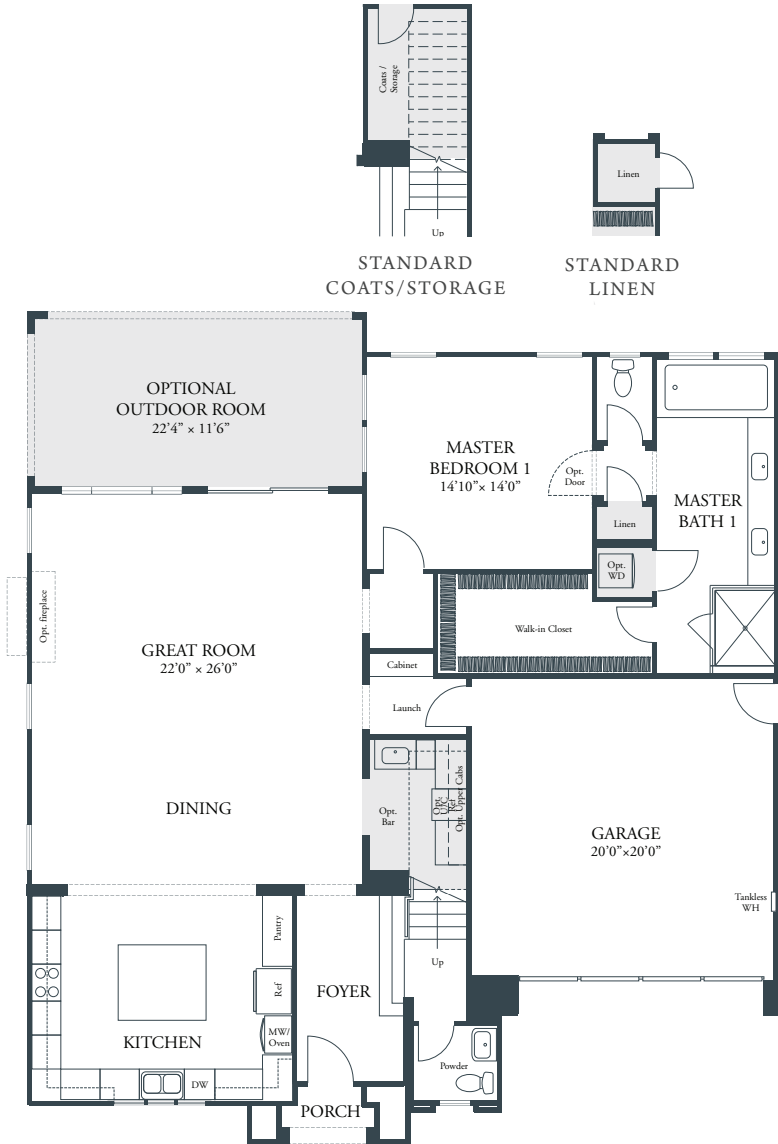 Coats /
Storage
Up
STANDARD
COATS/STORAGE
Linen
STANDARD
LINEN
OPTIONAL
OUTDOOR ROOM
22’4” × 11’6”
MASTER
BEDROOM 1
14’10”× 14’0”
Opt.
Door
Linen
MASTER
BATH 1
Opt.
WD
Opt. fireplace
Walk-in Closet
GREAT ROOM
22’0” × 26’0”
Cabinet
Launch
DINING
Opt.
Bar
Opt.
U/C
Ref
Opt. Upper Cabs
GARAGE
20’0”×20’0”
Tankless
WH
Pantry
Up
Ref
FOYER
MW/
Oven
KITCHEN
Powder
DW
PORCH